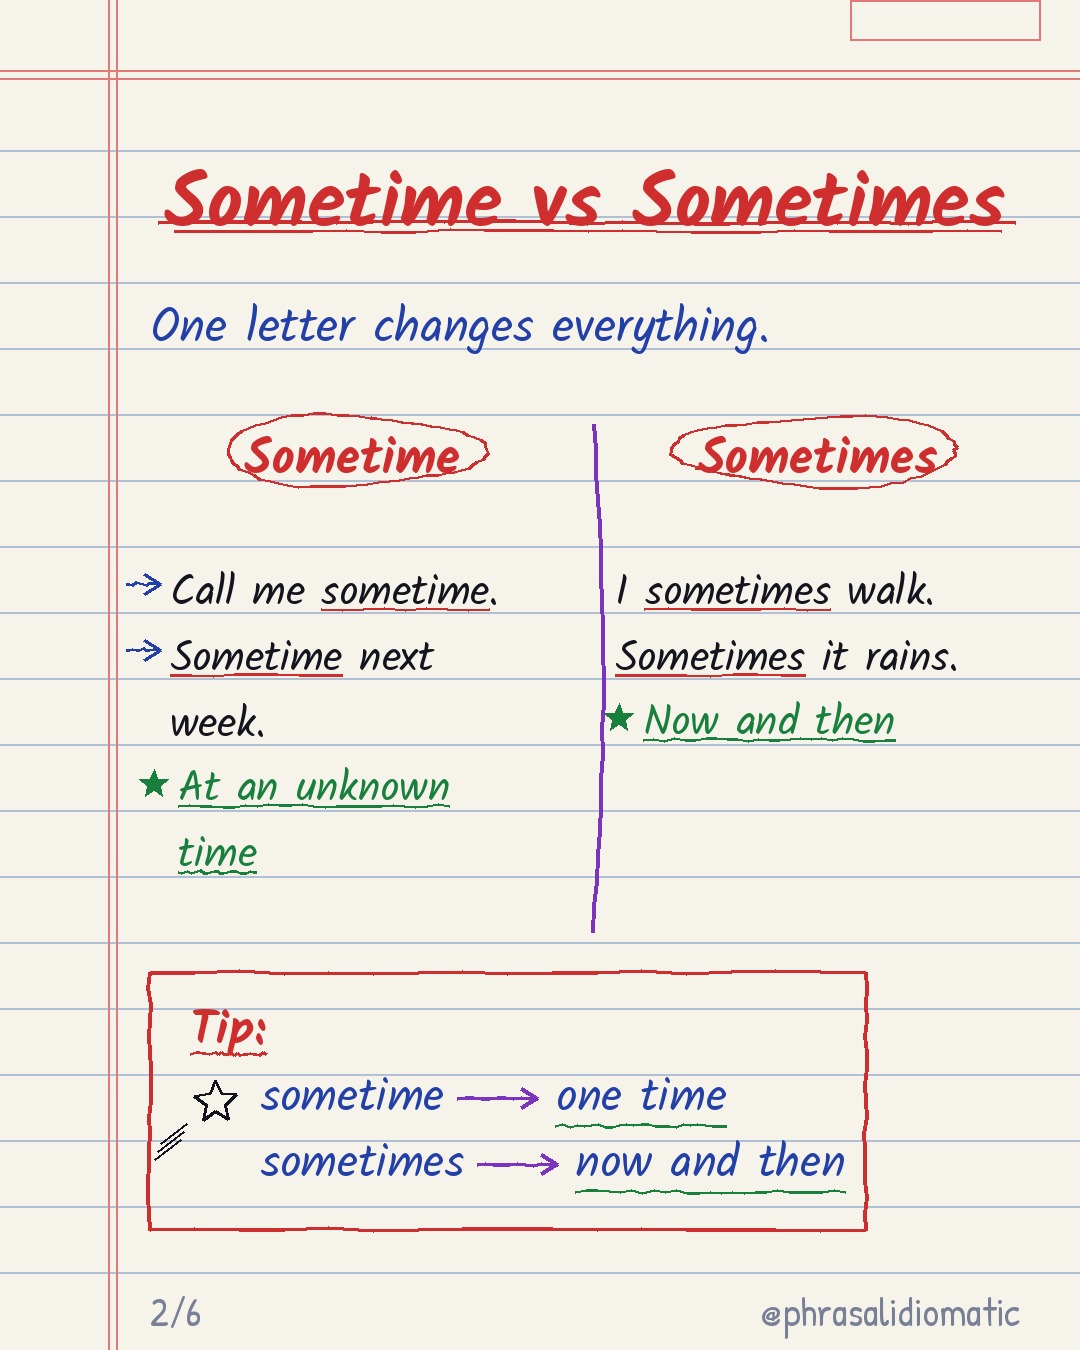 Sometime vs Sometimes
One letter changes everything.
Sometime
Call me sometime.
Sometime next
week.
★ At an unknown
time
Sometimes
I sometimes walk.
Sometimes it rains.
★ Now and then
Tip:
☆ sometime → one time
sometimes → now and then
2/6
@phrasalidiomatic